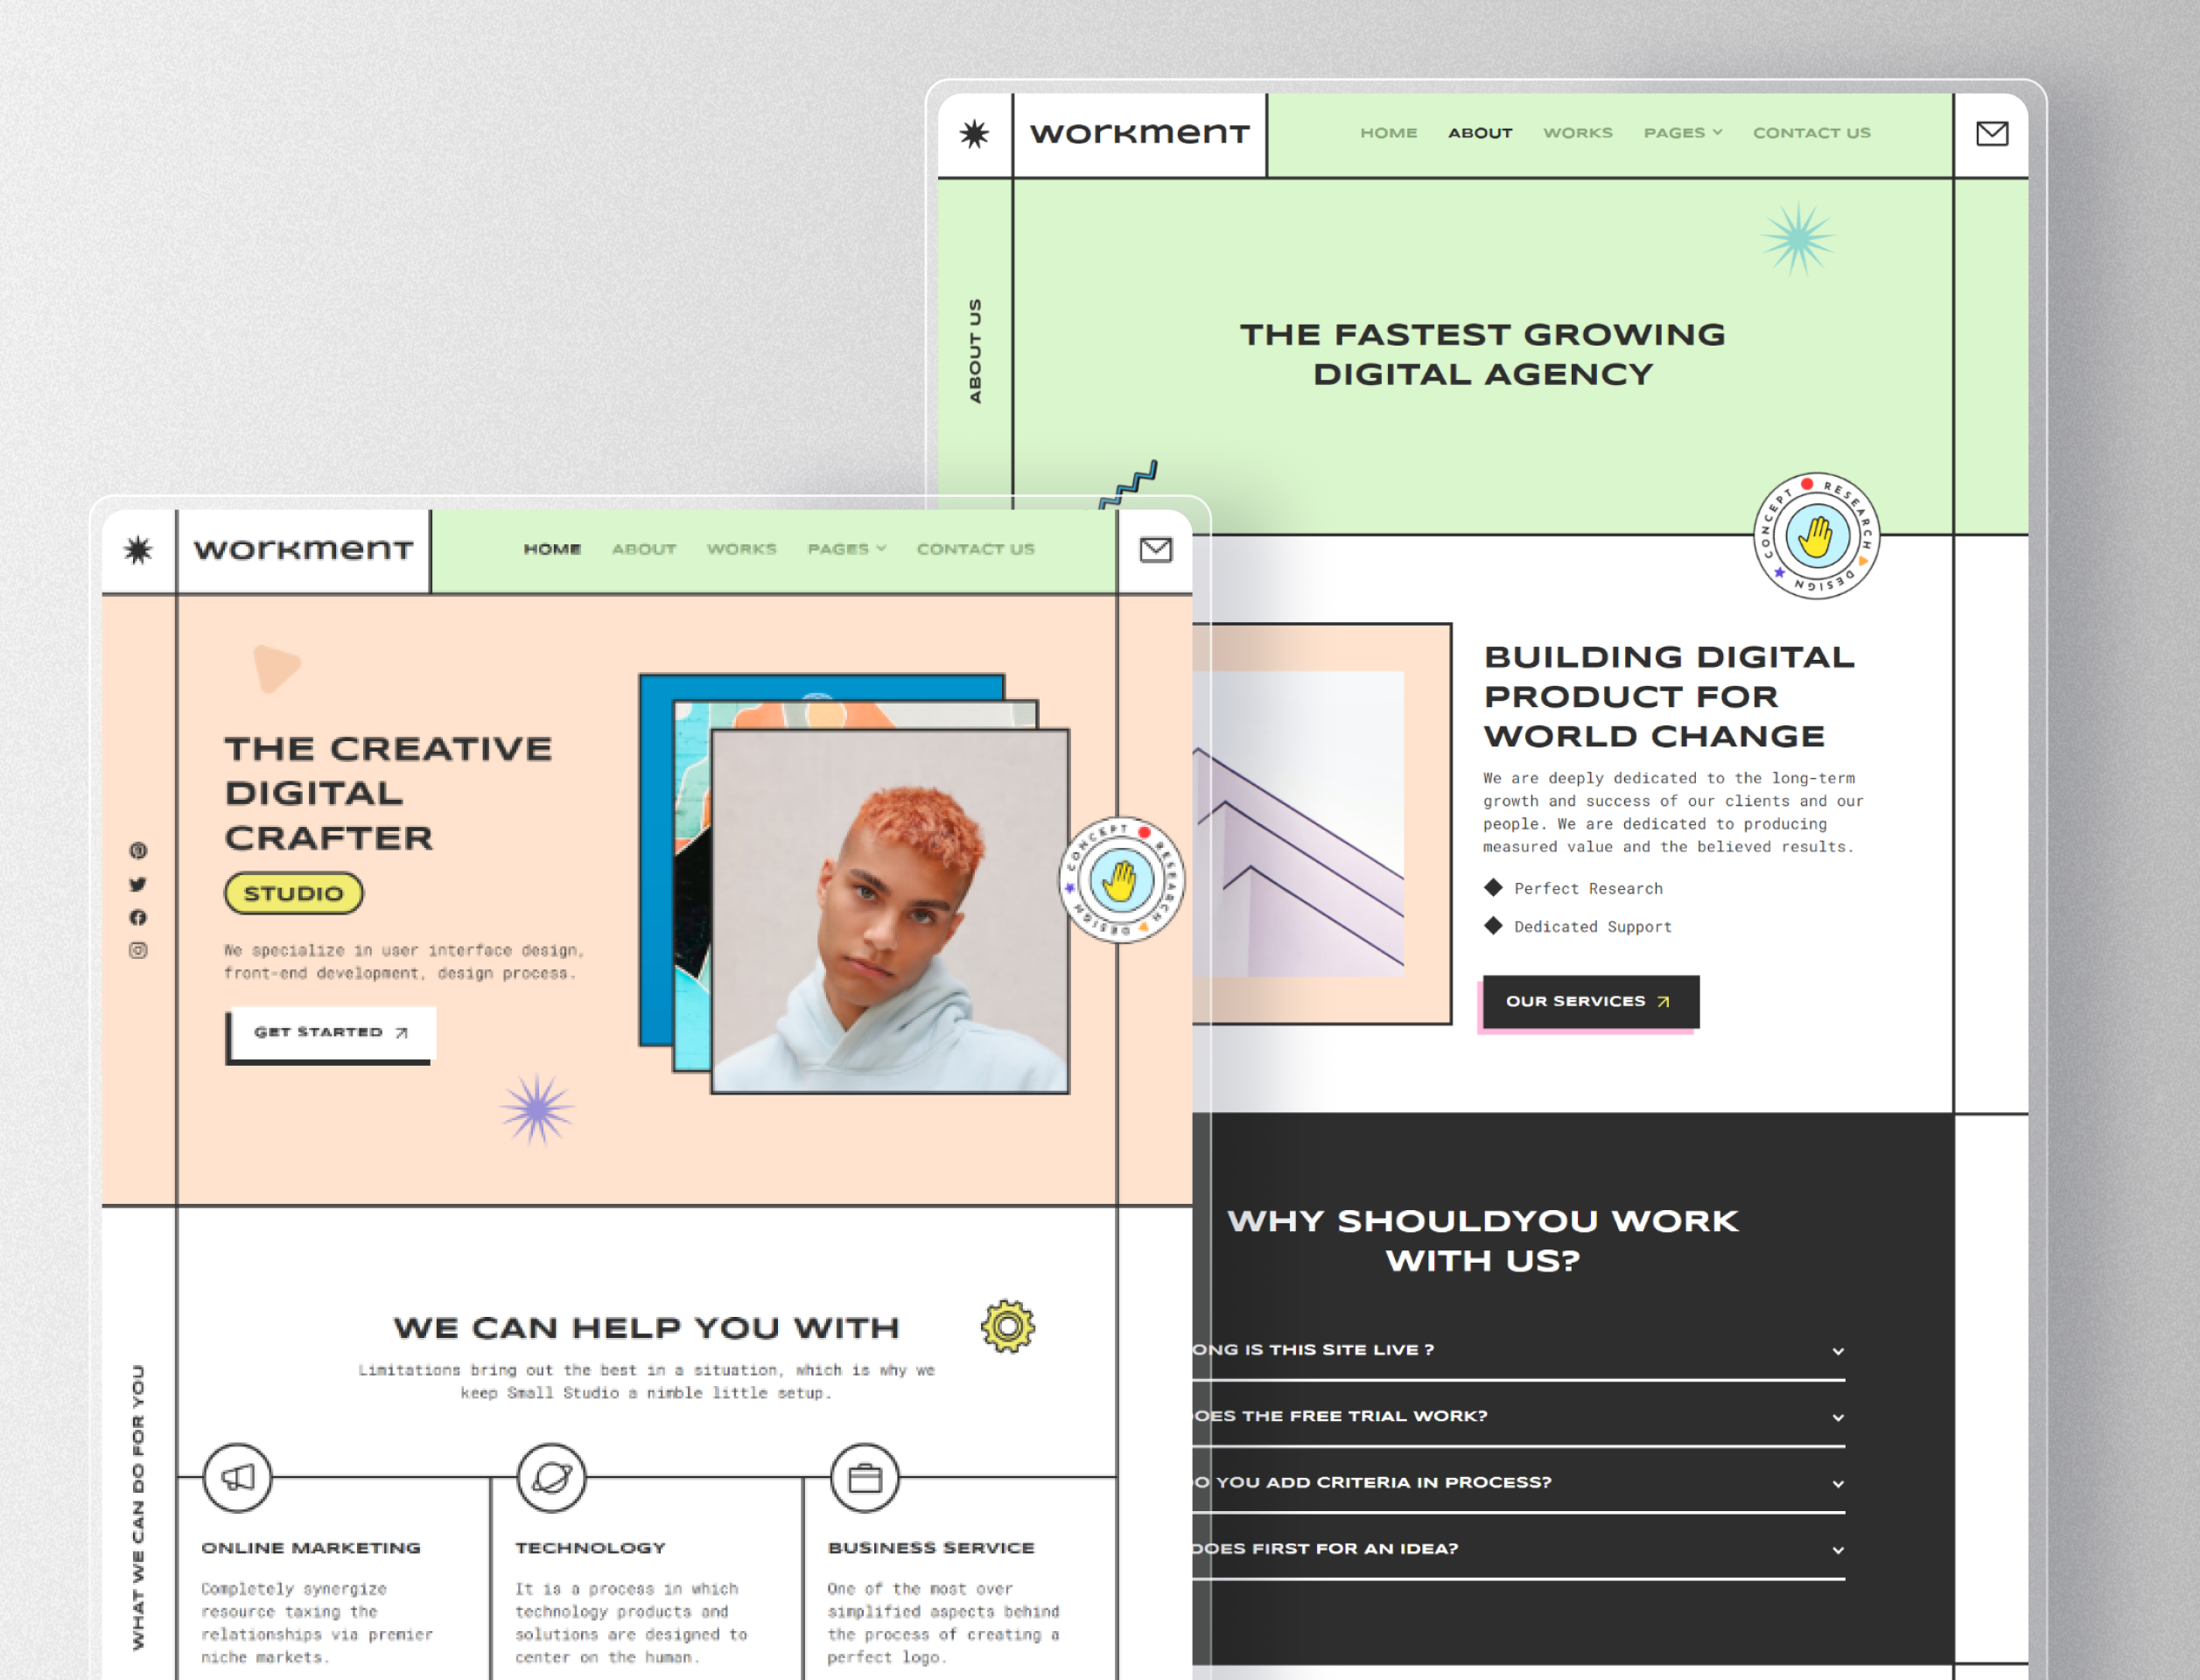 workment
HOME ABOUT WORKS PAGES CONTACT US
ABOUT US
THE FASTEST GROWING
DIGITAL AGENCY
CONCEPT RESEARCH DESIGN
BUILDING DIGITAL
PRODUCT FOR
WORLD CHANGE
We are deeply dedicated to the long-term
growth and success of our clients and our
people. We are dedicated to producing
measured value and the believed results.
Perfect Research
Dedicated Support
OUR SERVICES
WHY SHOULDYOU WORK
WITH US?
ONG IS THIS SITE LIVE ?
OES THE FREE TRIAL WORK?
O YOU ADD CRITERIA IN PROCESS?
DOES FIRST FOR AN IDEA?
workment
HOME ABOUT WORKS PAGES CONTACT US
THE CREATIVE
DIGITAL
CRAFTER
STUDIO
We specialize in user interface design,
front-end development, design process.
GET STARTED
CONCEPT RESEARCH DESIGN
WHAT WE CAN DO FOR YOU
WE CAN HELP YOU WITH
Limitations bring out the best in a situation, which is why we
keep Small Studio a nimble little setup.
ONLINE MARKETING
Completely synergize
resource taxing the
relationships via premier
niche markets.
TECHNOLOGY
It is a process in which
technology products and
solutions are designed to
center on the human.
BUSINESS SERVICE
One of the most over
simplified aspects behind
the process of creating a
perfect logo.